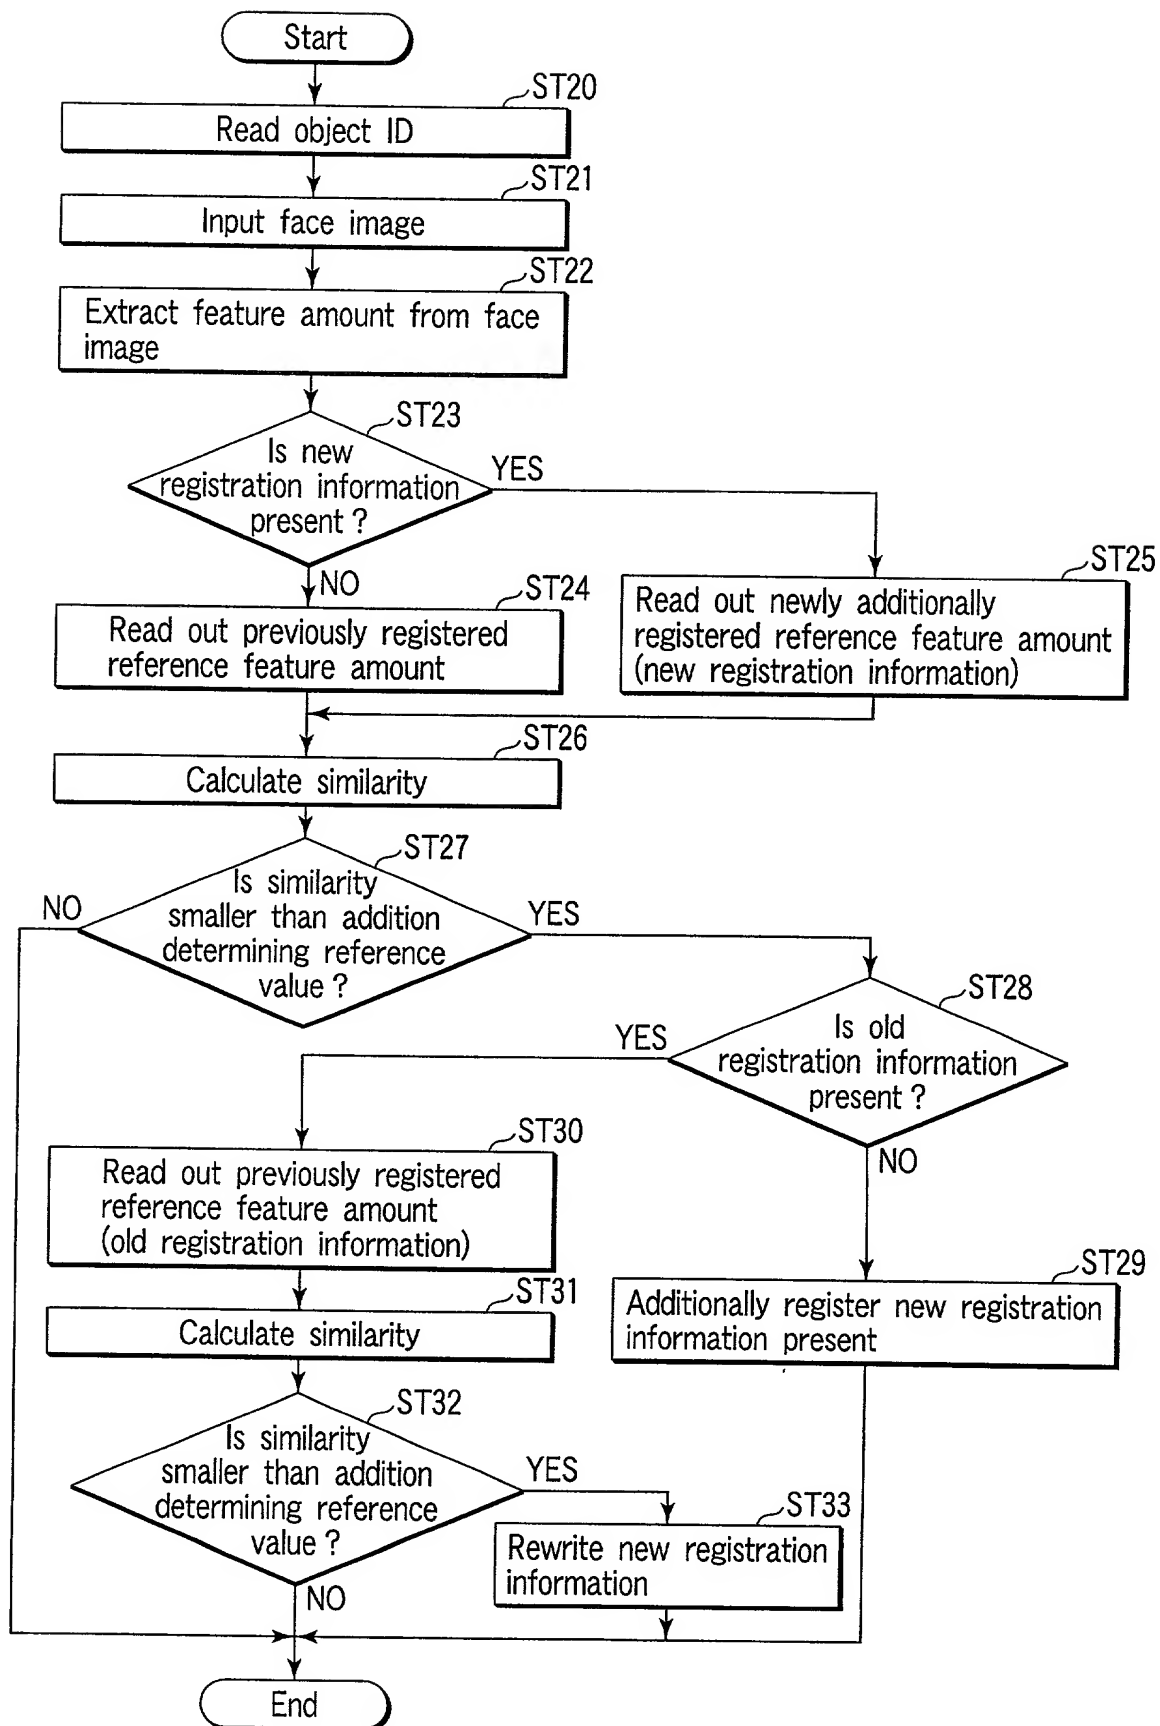 Start
ST20
Read object ID
ST21
Input face image
ST22
Extract feature amount from face
image
ST23
Is new
registration information
present ?
YES
NO
ST24
Read out previously registered
reference feature amount
ST25
Read out newly additionally
registered reference feature amount
(new registration information)
ST26
Calculate similarity
ST27
Is similarity
smaller than addition
determining reference
value ?
NO
YES
ST28
Is old
registration information
present ?
YES
NO
ST30
Read out previously registered
reference feature amount
(old registration information)
ST29
Additionally register new registration
information present
ST31
Calculate similarity
ST32
Is similarity
smaller than addition
determining reference
value ?
YES
NO
ST33
Rewrite new registration
information
End